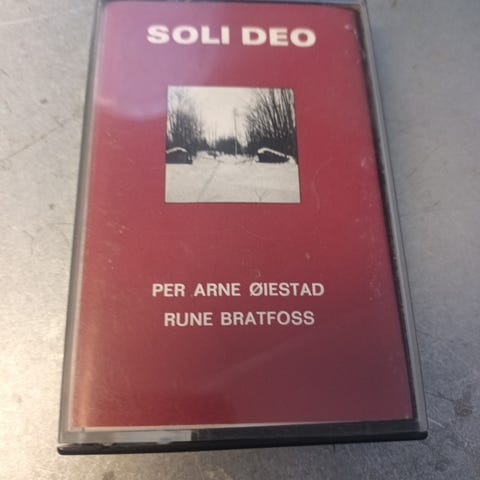 SOLI DEO
PER ARNE ØIESTAD
RUNE BRATFOSS